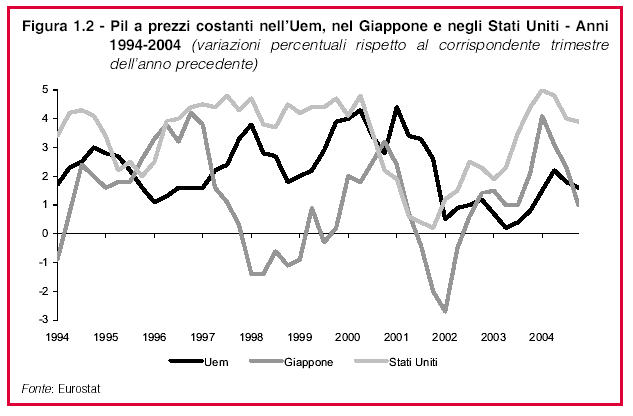 Figura 1.2 - Pil a prezzi costanti nell'Uem, nel Giappone e negli Stati Uniti - Anni
1994-2004 (variazioni percentuali rispetto al corrispondente trimestre
dell'anno precedente)
5
4
3
2
1
0
-1
-2
-3
1994 1995 1996 1997 1998 1999 2000 2001 2002 2003 2004
Uem Giappone Stati Uniti
Fonte: Eurostat